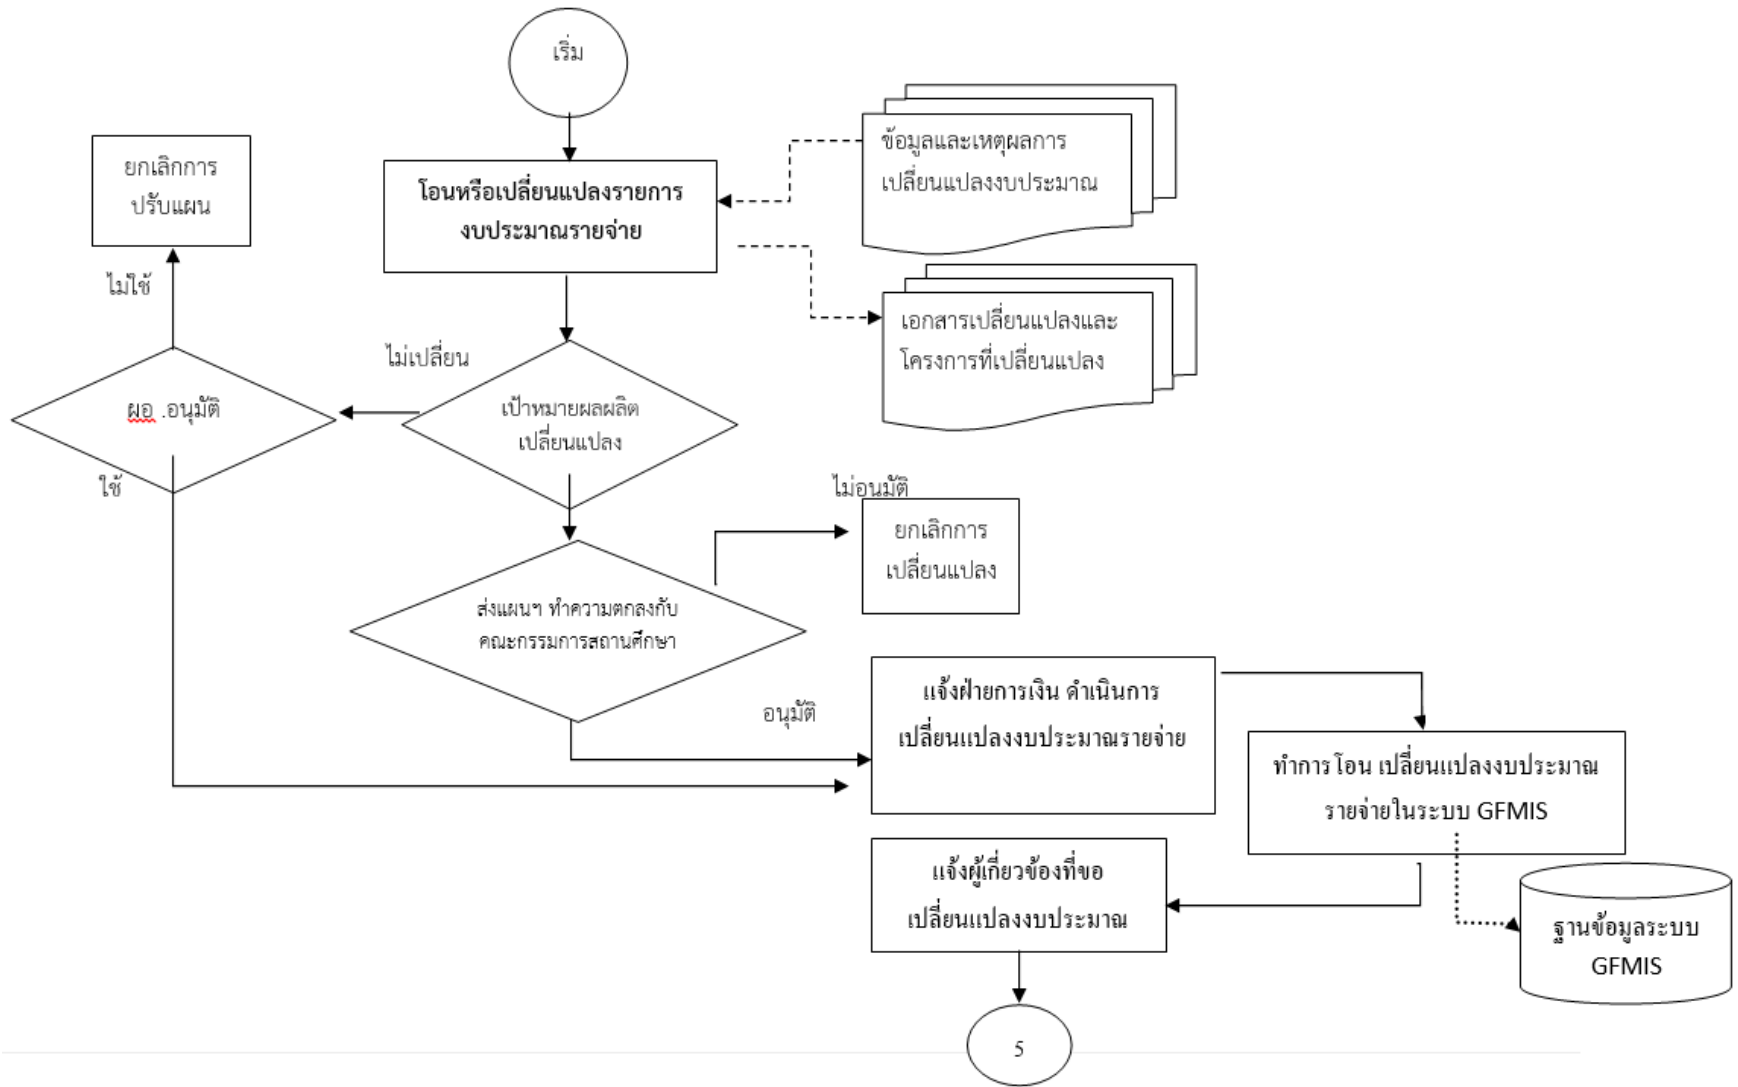 เริ่ม
ข้อมูลและเหตุผลการ
เปลี่ยนแปลงงบประมาณ
ยกเลิกการ
ปรับแผน
โอนหรือเปลี่ยนแปลงรายการ
งบประมาณรายจ่าย
ไม่ใช้
เอกสารเปลี่ยนแปลงและ
โครงการที่เปลี่ยนแปลง
ไม่เปลี่ยน
ผอ .อนุมัติ
เป้าหมายผลผลิต
เปลี่ยนแปลง
ใช้
ไม่อนมัติ
ยกเลิกการ
เปลี่ยนแปลง
ส่งแผนฯ ทำความตกลงกับ
คณะกรรมการสถานศึกษา
อนุมัติ
แจ้งฝ่ายการเงิน ดำเนินการ
เปลี่ยนแปลงงบประมาณรายจ่าย
ทำการโอน เปลี่ยนแปลงงบประมาณ
รายจ่ายในระบบ GFMIS
แจ้งผู้เกี่ยวข้องที่ขอ
เปลี่ยนแปลงงบประมาณ
ฐานข้อมูลระบบ
GFMIS
5